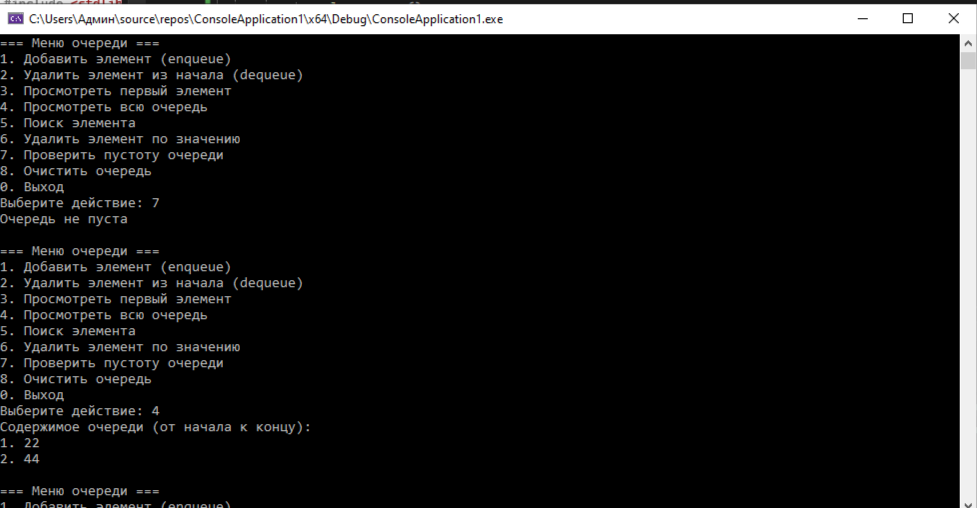 #include <stdlib
C:\Users\Админ\source\repos\ConsoleApplication1\x64\Debug\ConsoleApplication1.exe
=== Меню очереди ===
1. Добавить элемент (enqueue)
2. Удалить элемент из начала (dequeue)
3. Просмотреть первый элемент
4. Просмотреть всю очередь
5. Поиск элемента
6. Удалить элемент по значению
7. Проверить пустоту очереди
8. Очистить очередь
0. Выход
Выберите действие: 7
Очередь не пуста
=== Меню очереди ===
1. Добавить элемент (enqueue)
2. Удалить элемент из начала (dequeue)
3. Просмотреть первый элемент
4. Просмотреть всю очередь
5. Поиск элемента
6. Удалить элемент по значению
7. Проверить пустоту очереди
8. Очистить очередь
0. Выход
Выберите действие: 4
Содержимое очереди (от начала к концу):
1. 22
2. 44
=== Меню очереди ===
1. Добавить элемент (enqueue)